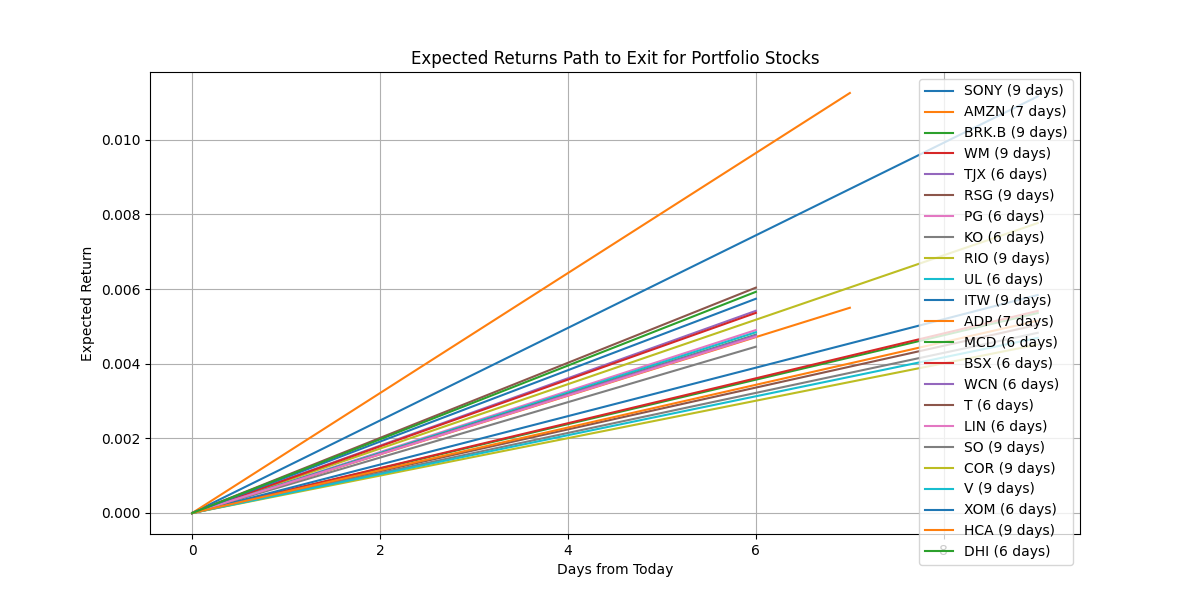 Expected Returns Path to Exit for Portfolio Stocks
Expected Return
0.010
0.008
0.006
0.004
0.002
0.000
0
2
4
6
8
Days from Today
SONY (9 days)
AMZN (7 days)
BRK.B (9 days)
WM (9 days)
TJX (6 days)
RSG (9 days)
PG (6 days)
KO (6 days)
RIO (9 days)
UL (6 days)
ITW (9 days)
ADP (7 days)
MCD (6 days)
BSX (6 days)
WCN (6 days)
T (6 days)
LIN (6 days)
SO (9 days)
COR (9 days)
V (9 days)
XOM (6 days)
HCA (9 days)
DHI (6 days)